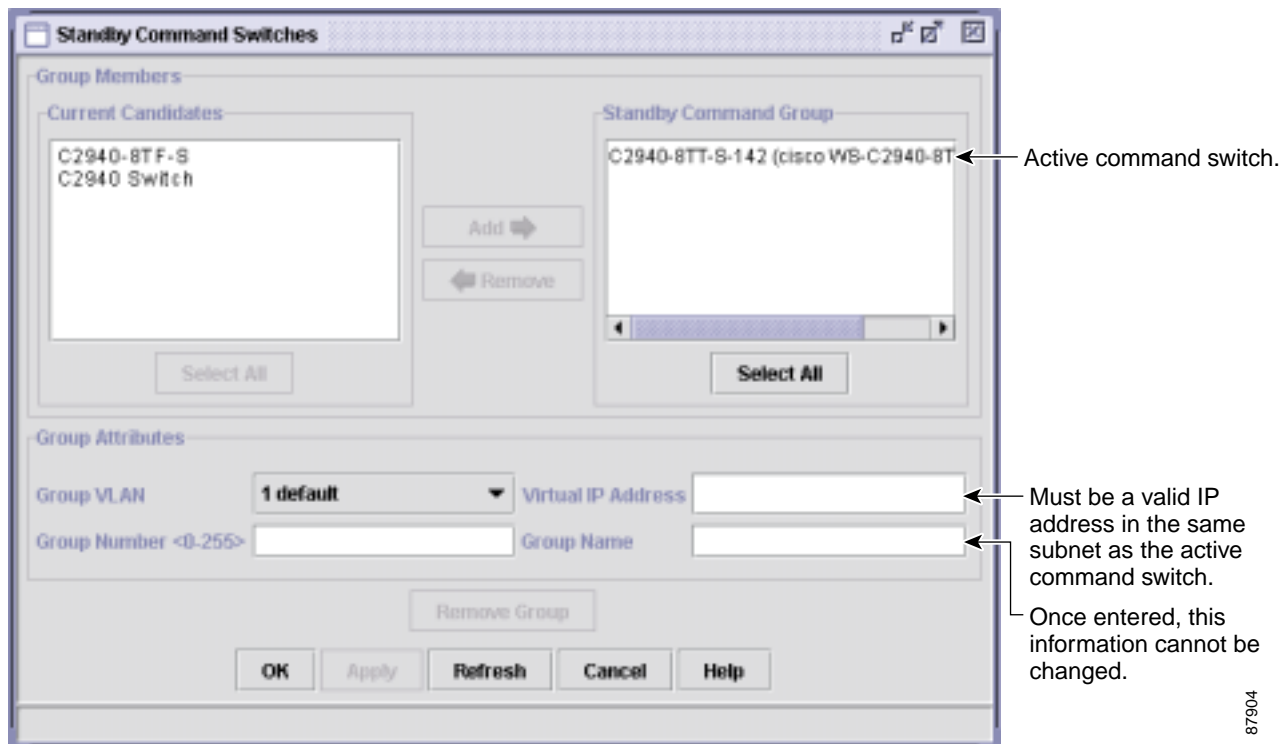 Standby Command Switches
Group Members
Current Candidates
C2940-8TF-S
C2940 Switch
Add
Remove
Select All
Standby Command Group
C2940-8TT-S-142 (cisco WS-C2940-8T
Select All
Active command switch.
Group Attributes
Group VLAN
1 default
Virtual IP Address
Group Number <0-255>
Group Name
Must be a valid IP
address in the same
subnet as the active
command switch.
Once entered, this
information cannot be
changed.
Remove Group
OK
Apply
Refresh
Cancel
Help
87904